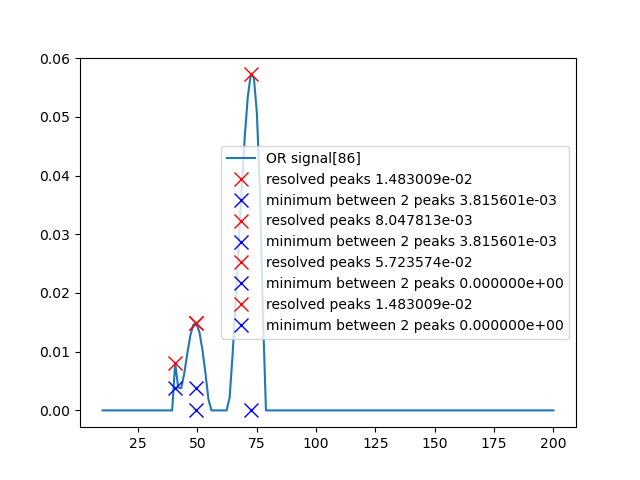 0.06
0.05
0.04
0.03
0.02
0.01
0.00
OR signal[86]
resolved peaks 1.483009e-02
minimum between 2 peaks 3.815601e-03
resolved peaks 8.047813e-03
minimum between 2 peaks 3.815601e-03
resolved peaks 5.723574e-02
minimum between 2 peaks 0.000000e+00
resolved peaks 1.483009e-02
minimum between 2 peaks 0.000000e+00
25 50 75 100 125 150 175 200